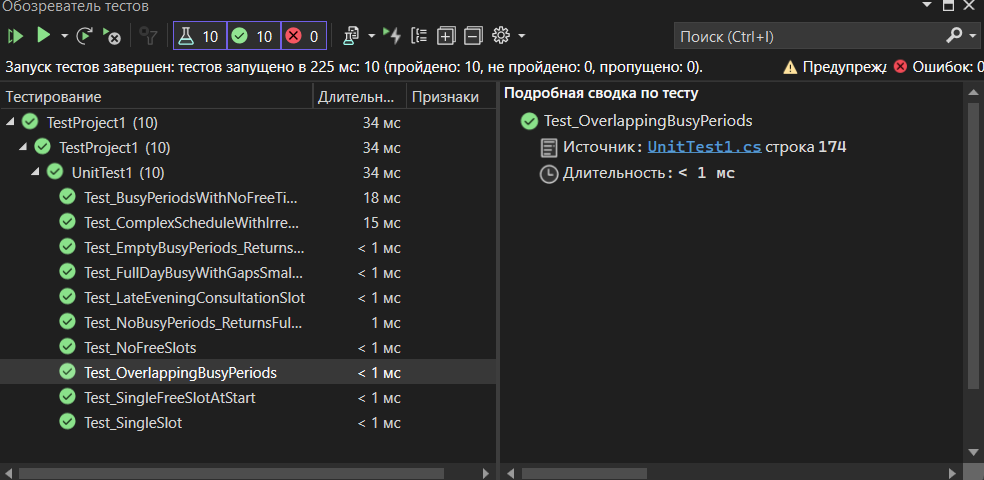 Обозреватель тестов
10 10 0
Поиск (Ctrl+I)
Запуск тестов завершен: тестов запущено в 225 мс: 10 (пройдено: 10, не пройдено: 0, пропущено: 0).
Предупрежд
Ошибок: 0
Тестирование Длительн... Признаки
TestProject1 (10) 34 мс
TestProject1 (10) 34 мс
UnitTest1 (10) 34 мс
Test_BusyPeriodsWithNoFreeTi... 18 мс
Test_ComplexScheduleWithIrre... 15 мс
Test_EmptyBusyPeriods_Returns... < 1 мс
Test_FullDayBusyWithGapsSmal... < 1 мс
Test_LateEveningConsultationSlot < 1 мс
Test_NoBusyPeriods_ReturnsFul... 1 мс
Test_NoFreeSlots < 1 мс
Test_OverlappingBusyPeriods < 1 мс
Test_SingleFreeSlotAtStart < 1 мс
Test_SingleSlot < 1 мс
Подробная сводка по тесту
Test_OverlappingBusyPeriods
Источник: UnitTest1.cs строка 174
Длительность: < 1 мс